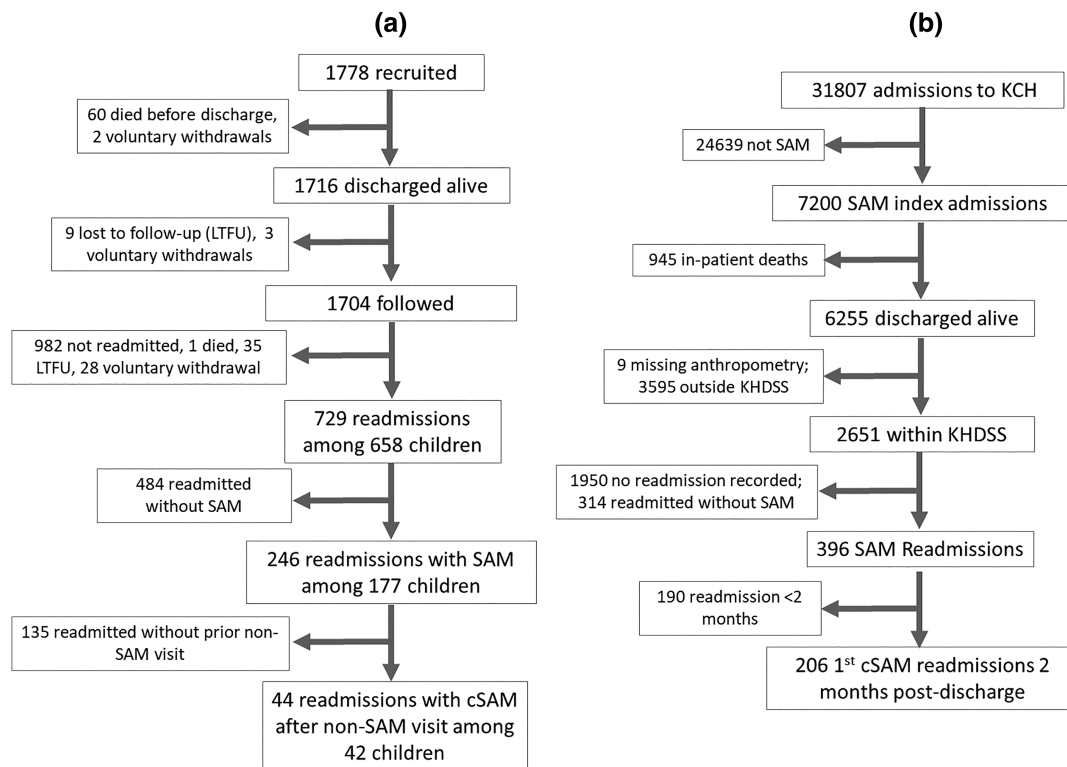 (a)
1778 recruited
60 died before discharge,
2 voluntary withdrawals
1716 discharged alive
9 lost to follow-up (LTFU), 3
voluntary withdrawals
1704 followed
982 not readmitted, 1 died, 35
LTFU, 28 voluntary withdrawal
729 readmissions
among 658 children
484 readmitted
without SAM
246 readmissions with SAM
among 177 children
135 readmitted without prior non-
SAM visit
44 readmissions with cSAM
after non-SAM visit among
42 children
(b)
31807 admissions to KCH
24639 not SAM
7200 SAM index admissions
945 in-patient deaths
6255 discharged alive
9 missing anthropometry;
3595 outside KHDSS
2651 within KHDSS
1950 no readmission recorded;
314 readmitted without SAM
396 SAM Readmissions
190 readmission <2
months
206 1st cSAM readmissions 2
months post-discharge